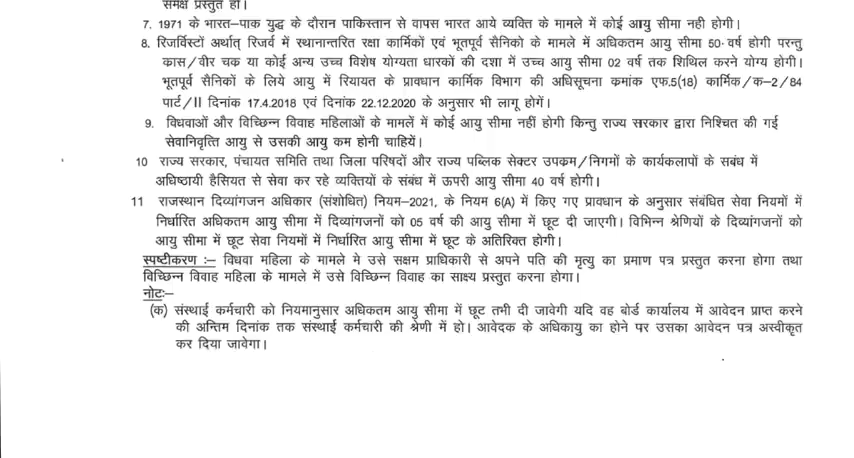 समक्ष प्रस्तुत हो।
7. 1971 के भारत–पाक युद्ध के दौरान पाकिस्तान से वापस भारत आये व्यक्ति के मामले में कोई आयु सीमा नही होगी।
8. रिजर्विस्टों अर्थात् रिजर्व में स्थानान्तरित रक्षा कार्मिकों एवं भूतपूर्व सैनिको के मामले में अधिकतम आयु सीमा 50 वर्ष होगी परन्तु
क्रास/वीर चक्र या कोई अन्य उच्च विशेष योग्यता धारकों की दशा में उच्च आयु सीमा 02 वर्ष तक शिथिल करने योग्य होगी।
भूतपूर्व सैनिकों के लिये आयु में रियायत के प्रावधान कार्मिक विभाग की अधिसूचना क्रमांक एफ.5(18) कार्मिक/क–2/84
पार्ट/II दिनांक 17.4.2018 एवं दिनांक 22.12.2020 के अनुसार भी लागू होगें।
9. विधवाओं और विच्छिन्न विवाह महिलाओं के मामलें में कोई आयु सीमा नहीं होगी किन्तु राज्य सरकार द्वारा निश्चित की गई
सेवानिवृत्ति आयु से उसकी आयु कम होनी चाहियें।
10 राज्य सरकार, पंचायत समिति तथा जिला परिषदों और राज्य पब्लिक सेक्टर उपक्रम/निगमों के कार्यकलापों के सबंध में
अधिष्ठायी हैसियत से सेवा कर रहे व्यक्तियों के संबंध में ऊपरी आयु सीमा 40 वर्ष होगी।
11 राजस्थान दिव्यांगजन अधिकार (संशोधित) नियम–2021, के नियम 6(A) में किए गए प्रावधान के अनुसार संबंधित सेवा नियमों में
निर्धारित अधिकतम आयु सीमा में दिव्यांगजनों को 05 वर्ष की आयु सीमा में छूट दी जाएगी। विभिन्न श्रेणियों के दिव्यांगजनों को
आयु सीमा में छूट सेवा नियमों में निर्धारित आयु सीमा में छूट के अतिरिक्त होगी।
स्पष्टीकरण :– विधवा महिला के मामले मे उसे सक्षम प्राधिकारी से अपने पति की मृत्यु का प्रमाण पत्र प्रस्तुत करना होगा तथा
विच्छिन्न विवाह महिला के मामले में उसे विच्छिन्न विवाह का साक्ष्य प्रस्तुत करना होगा।
नोटः–
(क) संस्थाई कर्मचारी को नियमानुसार अधिकतम आयु सीमा में छूट तभी दी जावेगी यदि वह बोर्ड कार्यालय में आवेदन प्राप्त करने
की अन्तिम दिनांक तक संस्थाई कर्मचारी की श्रेणी में हो। आवेदक के अधिकायु का होने पर उसका आवेदन पत्र अस्वीकृत
कर दिया जावेगा।